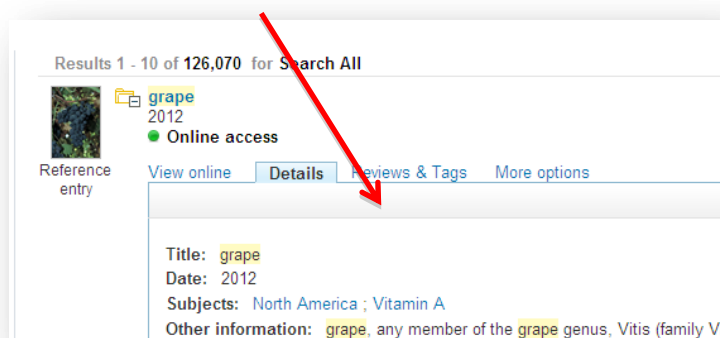 Results 1 - 10 of 126,070 for Search All
grape
2012
Online access
Reference
entry
View online Details Reviews & Tags More options
Title: grape
Date: 2012
Subjects: North America ; Vitamin A
Other information: grape, any member of the grape genus, Vitis (family V